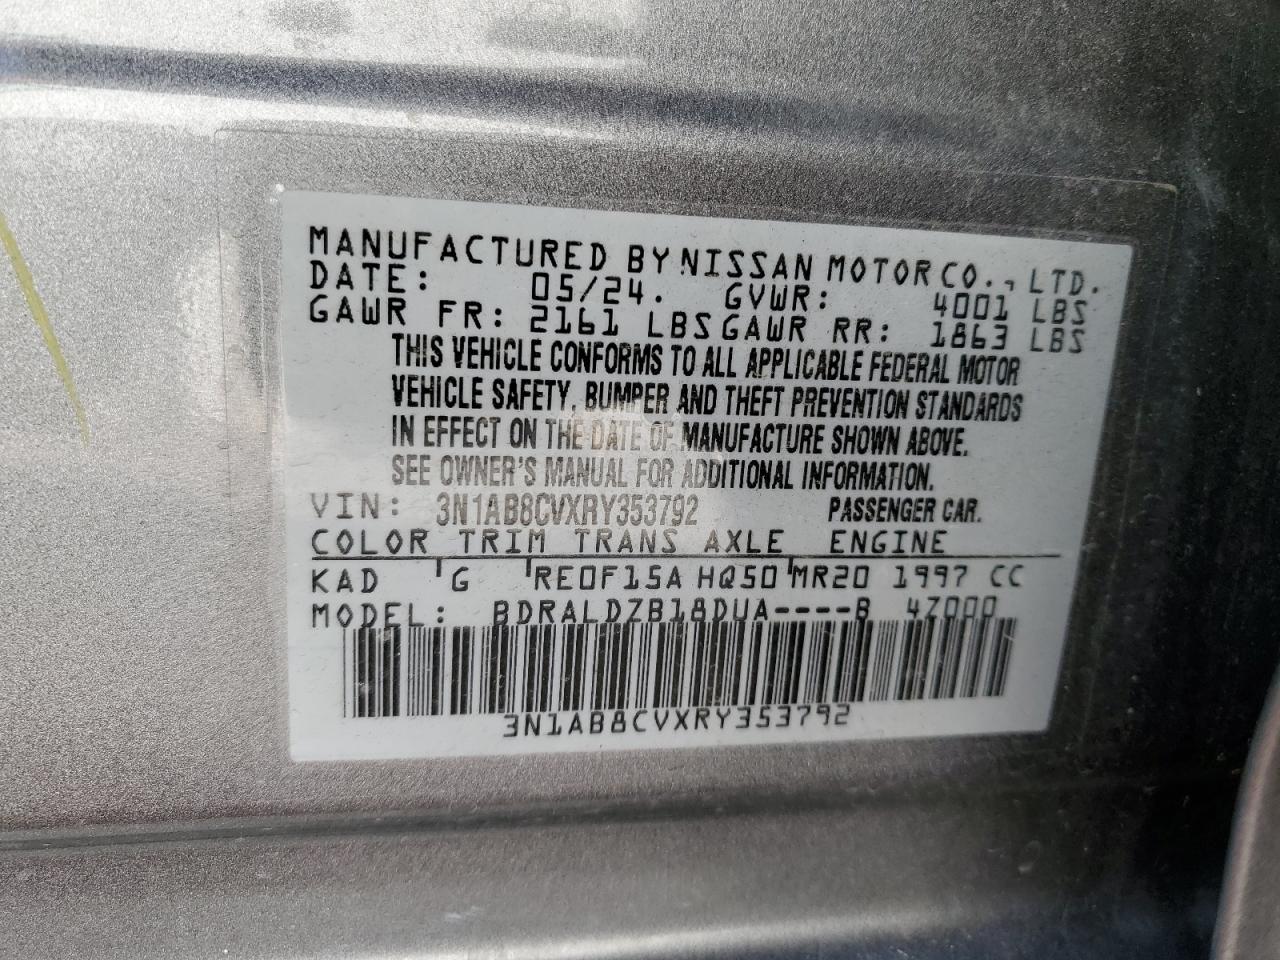 MANUFACTURED BY NISSAN MOTOR CO., LTD.
DATE: 05/24. GVWR: 4001 LBS
GAWR FR: 2161 LBS GAWR RR: 1863 LBS
THIS VEHICLE CONFORMS TO ALL APPLICABLE FEDERAL MOTOR
VEHICLE SAFETY, BUMPER AND THEFT PREVENTION STANDARDS
IN EFFECT ON THE DATE OF MANUFACTURE SHOWN ABOVE.
SEE OWNER'S MANUAL FOR ADDITIONAL INFORMATION.
VIN: 3N1AB8CVXRY353792 PASSENGER CAR.
COLOR TRIM TRANS AXLE ENGINE
KAD 'G 'RE0F15A HQ50'MR20 1997 CC
MODEL: BDRALDZB18DUA----B 4Z000
3N1AB8CVXRY353792